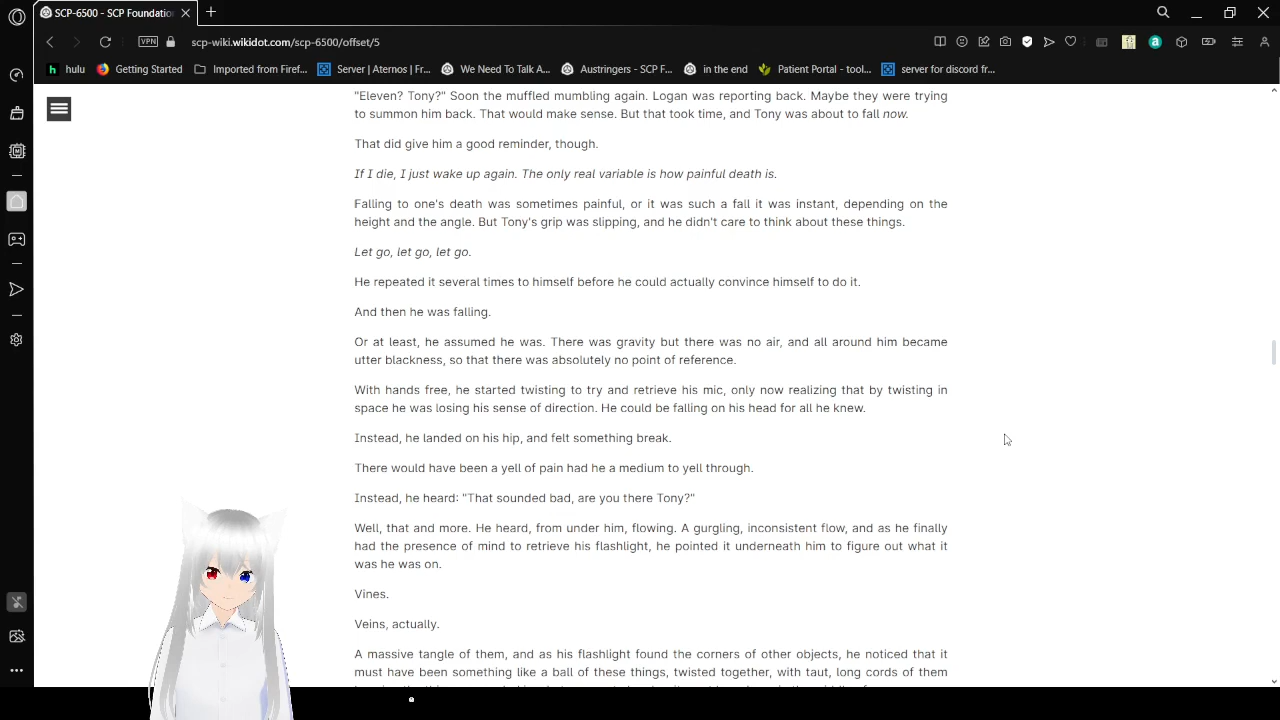 SCP-6500 - SCP Foundatio
VPN
scp-wiki.wikidot.com/scp-6500/offset/5
hulu
Getting Started
Imported from Firef...
Server | Aternos | Fr...
We Need To Talk A...
Austringers - SCP F...
in the end
Patient Portal - tool...
server for discord fr...
"Eleven? Tony?" Soon the muffled mumbling again. Logan was reporting back. Maybe they were trying
to summon him back. That would make sense. But that took time, and Tony was about to fall now.
That did give him a good reminder, though.
If I die, I just wake up again. The only real variable is how painful death is.
Falling to one's death was sometimes painful, or it was such a fall it was instant, depending on the
height and the angle. But Tony's grip was slipping, and he didn't care to think about these things.
Let go, let go, let go.
He repeated it several times to himself before he could actually convince himself to do it.
And then he was falling.
Or at least, he assumed he was. There was gravity but there was no air, and all around him became
utter blackness, so that there was absolutely no point of reference.
With hands free, he started twisting to try and retrieve his mic, only now realizing that by twisting in
space he was losing his sense of direction. He could be falling on his head for all he knew.
Instead, he landed on his hip, and felt something break.
There would have been a yell of pain had he a medium to yell through.
Instead, he heard: "That sounded bad, are you there Tony?"
Well, that and more. He heard, from under him, flowing. A gurgling, inconsistent flow, and as he finally
had the presence of mind to retrieve his flashlight, he pointed it underneath him to figure out what it
was he was on.
Vines.
Veins, actually.
A massive tangle of them, and as his flashlight found the corners of other objects, he noticed that it
must have been something like a ball of these things, twisted together, with taut, long cords of them